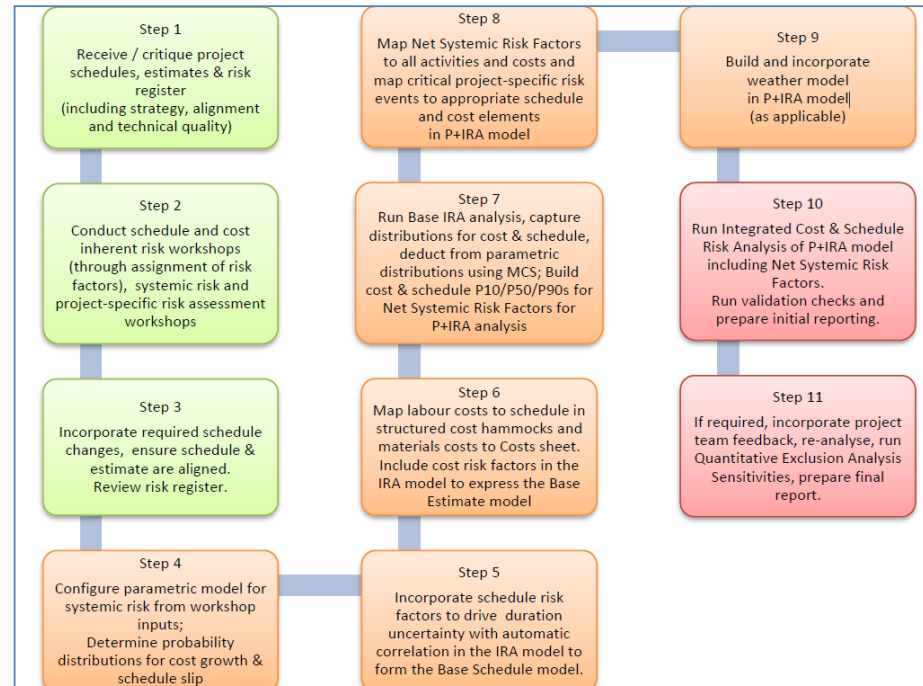 Step 1
Receive / critique project
schedules, estimates & risk
register
(including strategy, alignment
and technical quality)
Step 2
Conduct schedule and cost
inherent risk workshops
(through assignment of risk
factors), systemic risk and
project-specific risk assessment
workshops
Step 3
Incorporate required schedule
changes, ensure schedule &
estimate are aligned.
Review risk register.
Step 4
Configure parametric model for
systemic risk from workshop
inputs;
Determine probability
distributions for cost growth &
schedule slip
Step 5
Incorporate schedule risk
factors to drive duration
uncertainty with automatic
correlation in the IRA model to
form the Base Schedule model.
Step 6
Map labour costs to schedule in
structured cost hammocks and
materials costs to Costs sheet.
Include cost risk factors in the
IRA model to express the Base
Estimate model
Step 7
Run Base IRA analysis, capture
distributions for cost & schedule,
deduct from parametric
distributions using MCS; Build
cost & schedule P10/P50/P90s for
Net Systemic Risk Factors for
P+IRA analysis
Step 8
Map Net Systemic Risk Factors
to all activities and costs and
map critical project-specific risk
events to appropriate schedule
and cost elements
in P+IRA model
Step 9
Build and incorporate
weather model
in P+IRA model
(as applicable)
Step 10
Run Integrated Cost & Schedule
Risk Analysis of P+IRA model
including Net Systemic Risk
Factors.
Run validation checks and
prepare initial reporting.
Step 11
If required, incorporate project
team feedback, re-analyse, run
Quantitative Exclusion Analysis
Sensitivities, prepare final
report.